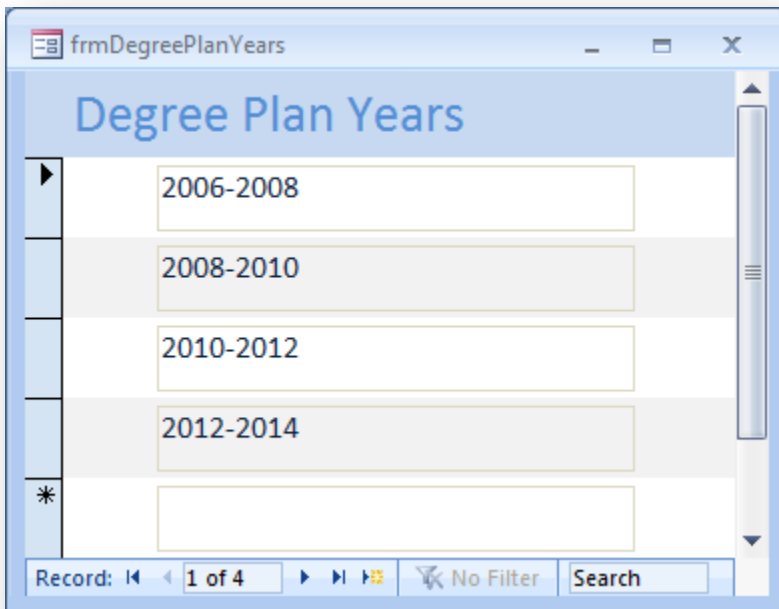 frmDegreePlanYears
Degree Plan Years
2006-2008
2008-2010
2010-2012
2012-2014
Record: 1 of 4 No Filter Search